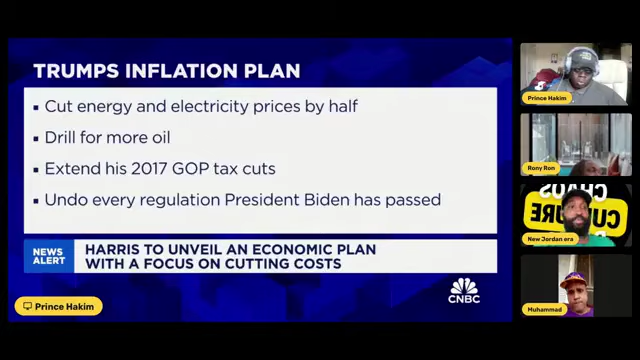 TRUMPS INFLATION PLAN
▪ Cut energy and electricity prices by half
▪ Drill for more oil
▪ Extend his 2017 GOP tax cuts
▪ Undo every regulation President Biden has passed
NEWS
ALERT
HARRIS TO UNVEIL AN ECONOMIC PLAN
WITH A FOCUS ON CUTTING COSTS
CNBC
Prince Hakim
Prince Hakim
Rony Ron
CHAOS
CULTURE
New Jordan era
Muhammad